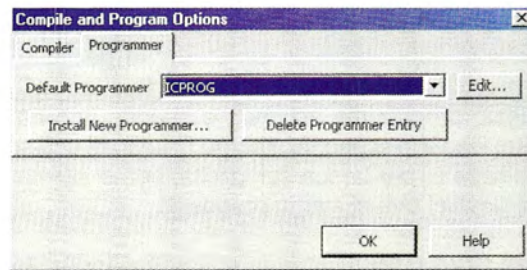 Compile and Program Options
Compiler Programmer
Default Programmer ICPROG Edit...
Install New Programmer... Delete Programmer Entry
OK Help